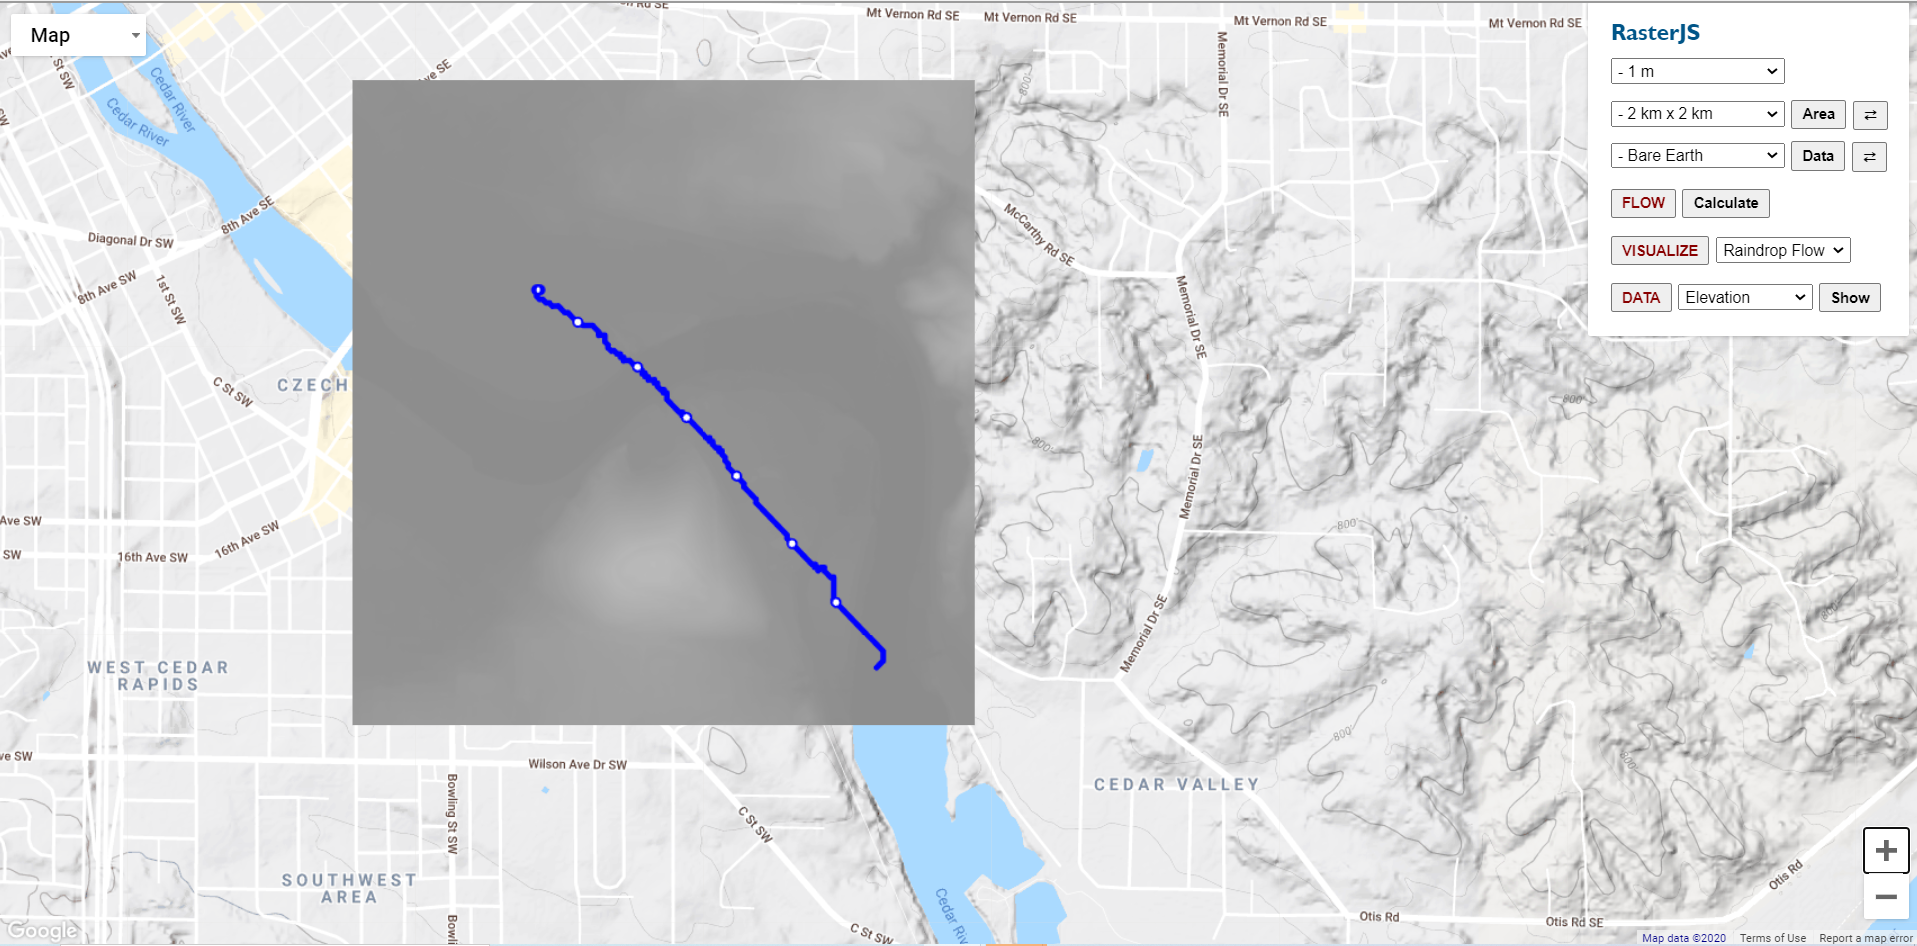 Map
RasterJS
- 1 m
- 2 km x 2 km
Area
⇄
- Bare Earth
Data
⇄
FLOW
Calculate
VISUALIZE
Raindrop Flow
DATA
Elevation
Show
Mt Vernon Rd SE
Mt Vernon Rd SE
Mt Vernon Rd SE
Mt Vernon Rd SE
Cedar River
Cedar River
St SW
ve SE
Memorial Dr SE
800'
8th Ave SE
McCarthy Rd SE
Diagonal Dr SW
8th Ave SW
1st St SW
Memorial Dr SE
CZECH
C St SW
800'
800'
Memorial Dr SE
Ave SW
SW
16th Ave SW
16th Ave SW
800'
800'
Memorial Dr SE
WEST CEDAR
RAPIDS
800'
800'
ve SW
Wilson Ave Dr SW
Bowling St SW
CEDAR VALLEY
C St SW
SOUTHWEST
AREA
Cedar Riv
Bowli
C St SW
Otis Rd
Otis Rd
Otis Rd SE
+
−
Google
Map data ©2020
Terms of Use
Report a map error